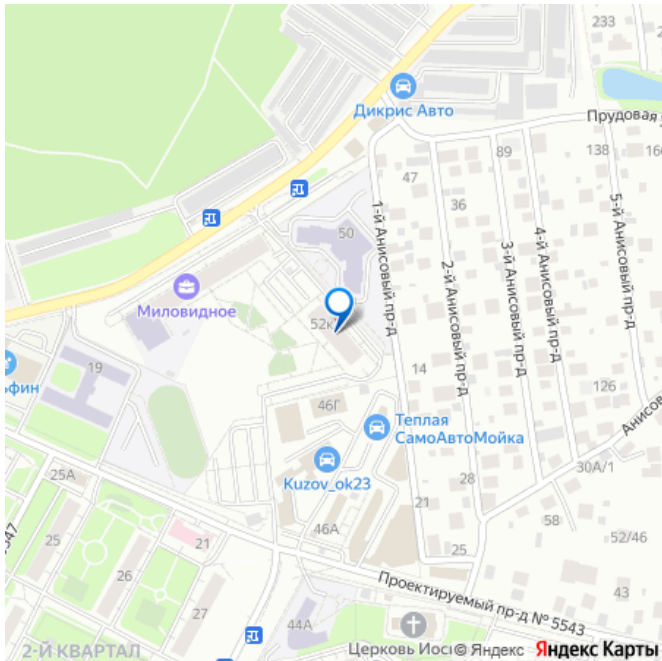 233
Дикрис Авто
Прудовая
89
138
47
36
50
1-й Анисовый пр-д
2-й Анисовый пр-д
3-й Анисовый пр-д
4-й Анисовый пр-д
5-й Анисовый пр-д
Миловидное
52к
19
14
126
46Г
Теплая
СамоАвтоМойка
Kuzov_ok23
25А
21
28
30А/1
58
46А
52/46
25
21
25
26
27
43
Проектируемый пр-д № 5543
44А
2-Й КВАРТАЛ
Церковь Иос
© Яндекс Яндекс Карты